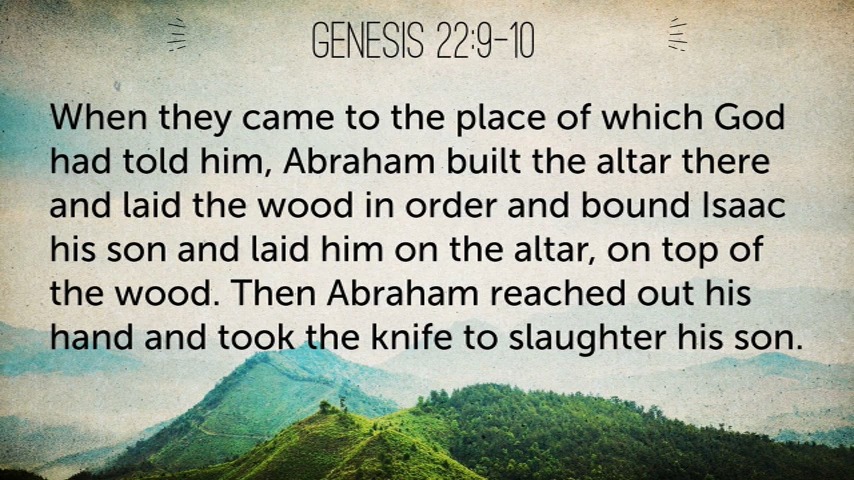 GENESIS 22:9-10
When they came to the place of which God
had told him, Abraham built the altar there
and laid the wood in order and bound Isaac
his son and laid him on the altar, on top of
the wood. Then Abraham reached out his
hand and took the knife to slaughter his son.